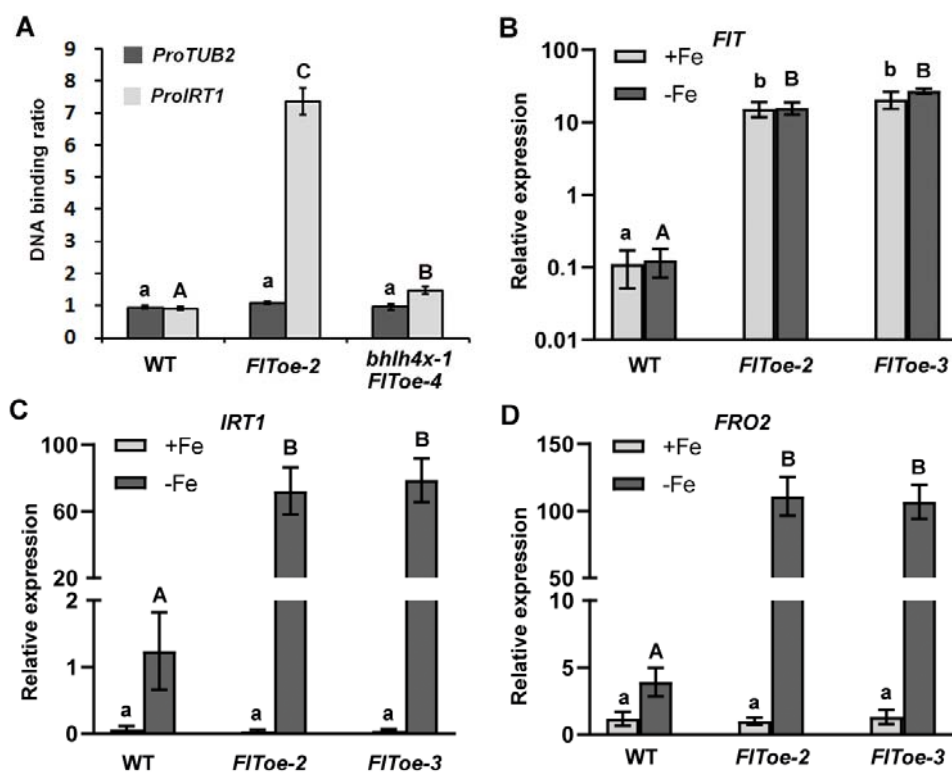 A
DNA binding ratio
9
8
7
6
5
4
3
2
1
0
ProTUB2
ProIRT1
a A
a C
a B
WT
FIToe-2
bhlh4x-1
FIToe-4
B
FIT
Relative expression
100
10
1
0.1
0.01
+Fe
-Fe
a A
b B
b B
WT FIToe-2 FIToe-3
C
IRT1
Relative expression
100
60
20
2
1
0
+Fe
-Fe
a A
a B
a B
WT FIToe-2 FIToe-3
D
FRO2
Relative expression
150
100
50
10
5
0
+Fe
-Fe
a A
a B
a B
WT FIToe-2 FIToe-3